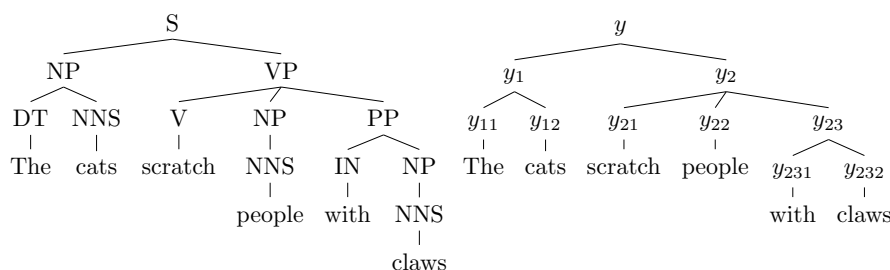 S y
NP VP y₁ y₂
DT NNS V NP PP y₁₁ y₁₂ y₂₁ y₂₂ y₂₃
The cats scratch NNS IN NP The cats scratch people y₂₃₁ y₂₃₂
people with NNS with claws
claws